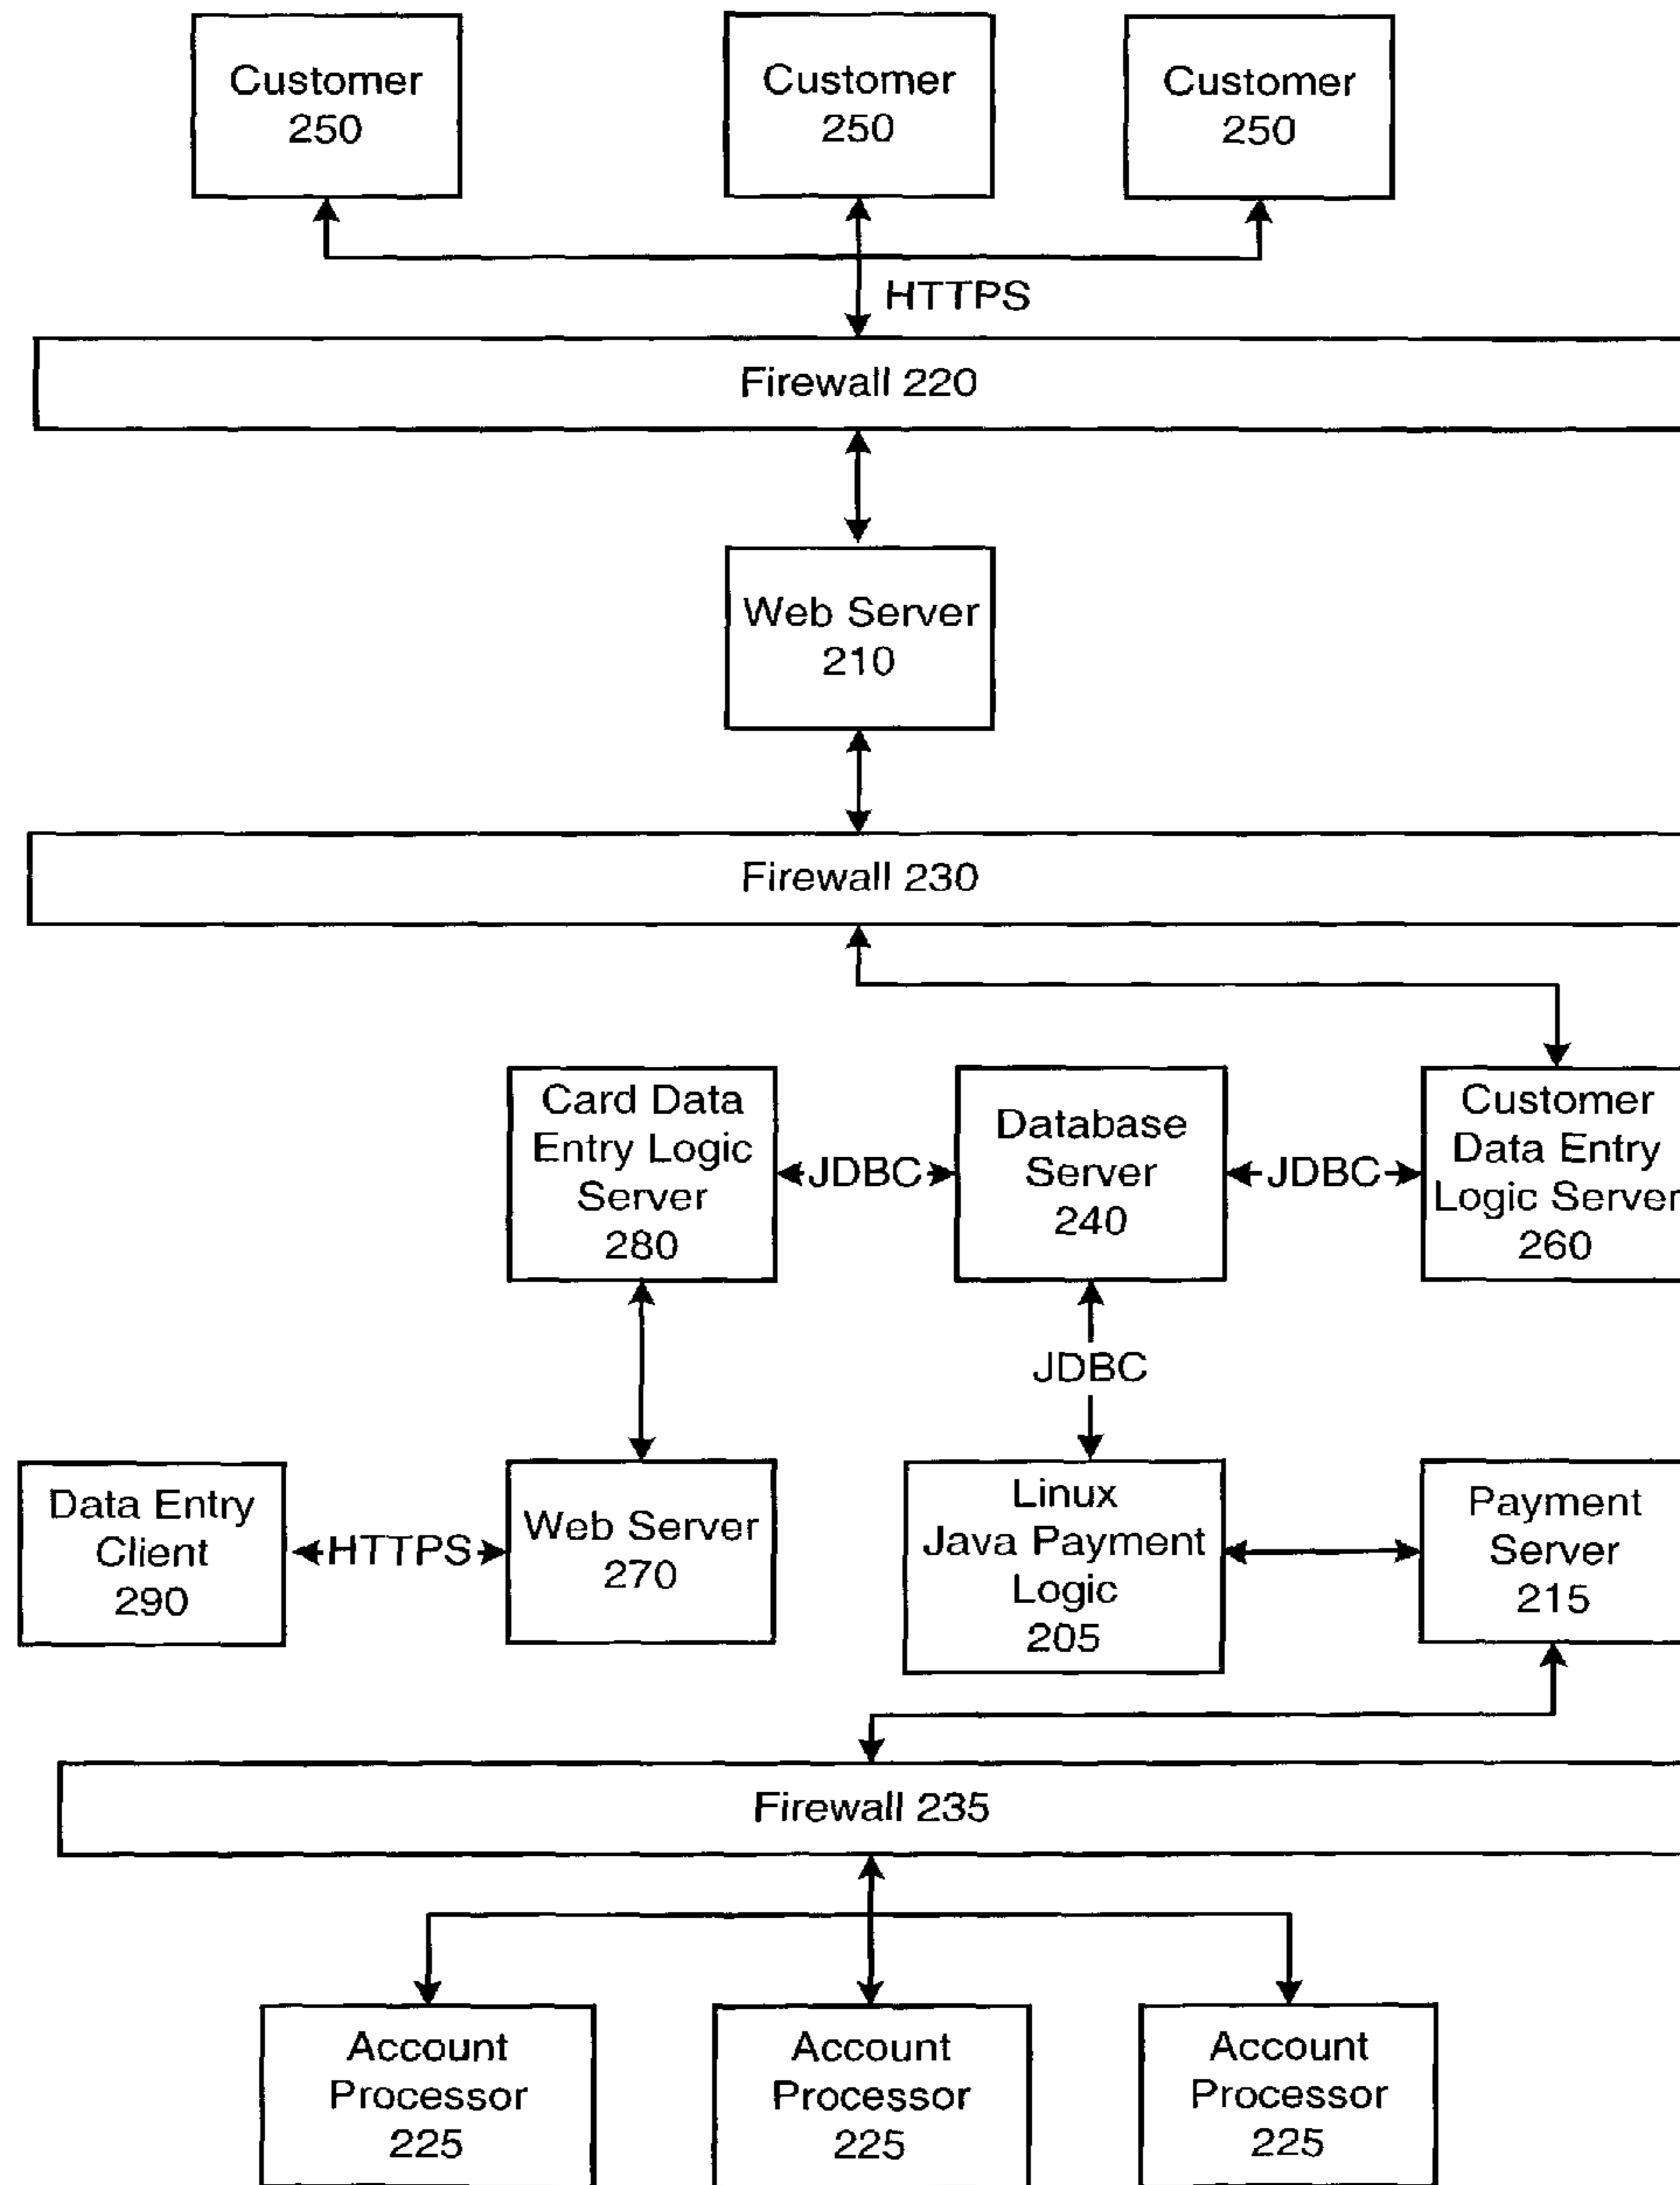 Customer
250
Customer
250
Customer
250
HTTPS
Firewall 220
Web Server
210
Firewall 230
Card Data
Entry Logic
Server
280
JDBC
Database
Server
240
JDBC
Customer
Data Entry
Logic Server
260
JDBC
Data Entry
Client
290
HTTPS
Web Server
270
Linux
Java Payment
Logic
205
Payment
Server
215
Firewall 235
Account
Processor
225
Account
Processor
225
Account
Processor
225